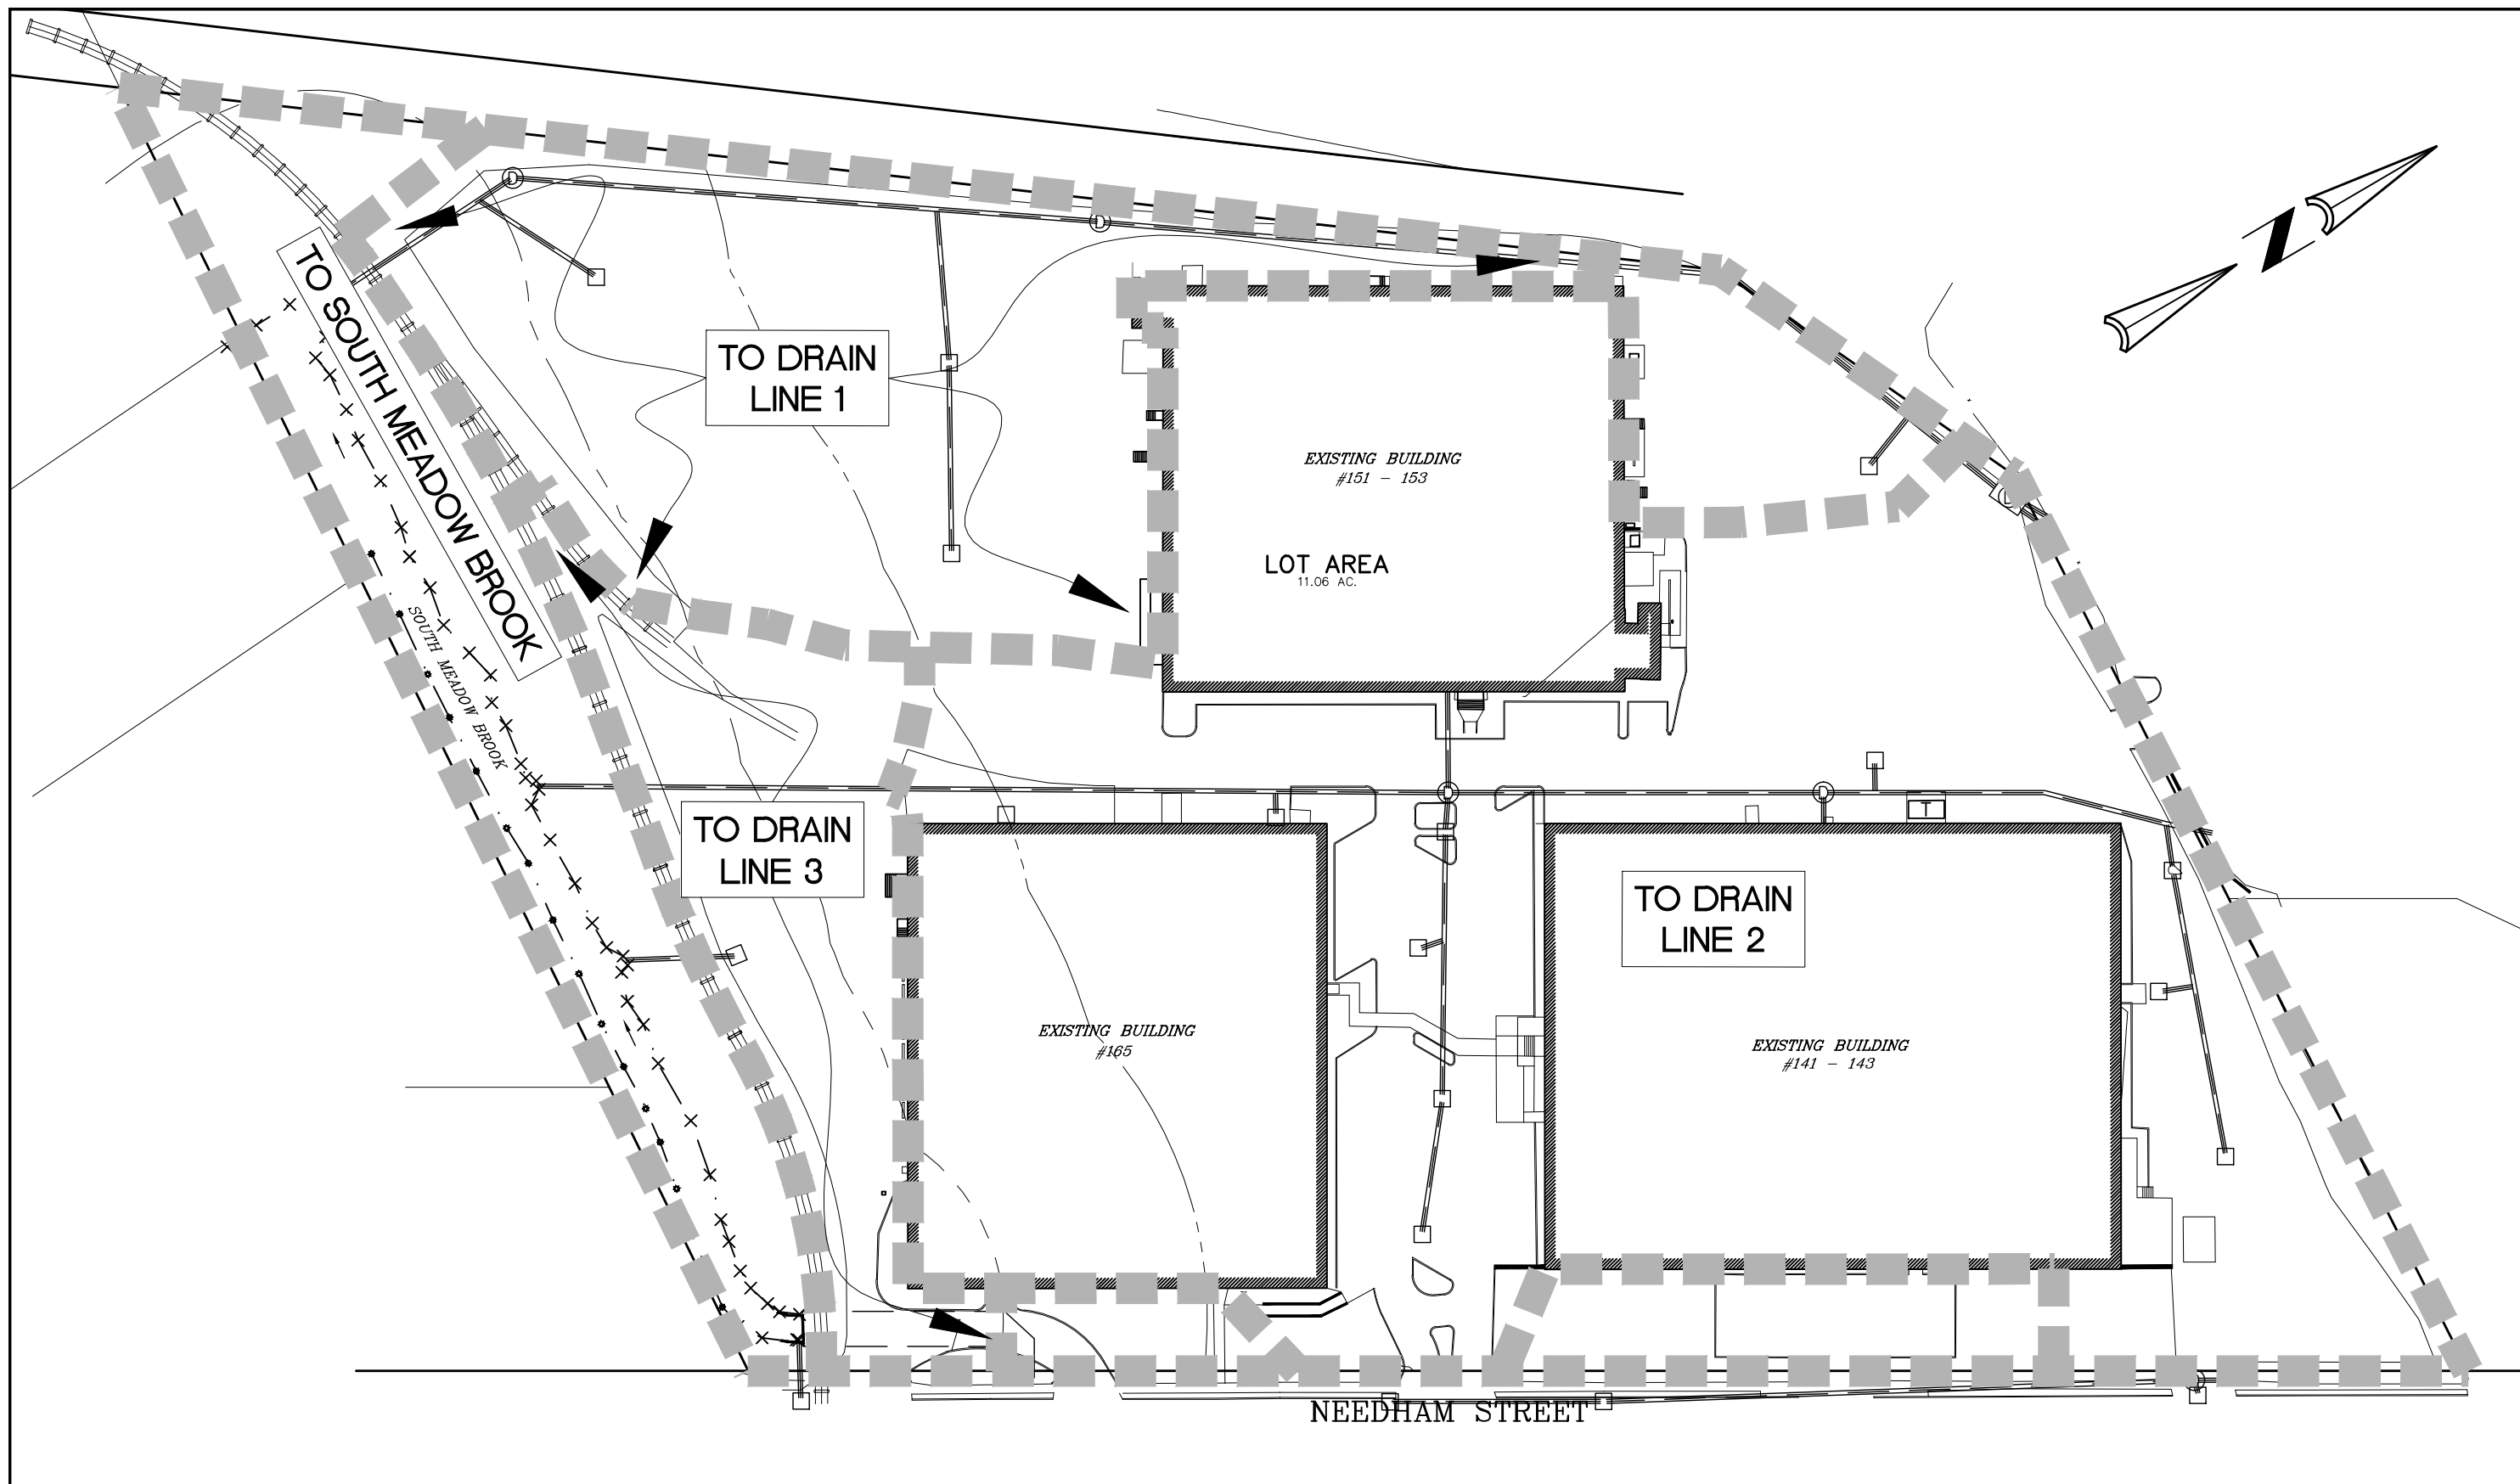 TO SOUTH MEADOW BROOK
TO DRAIN
LINE 1
EXISTING BUILDING
#151 - 153
LOT AREA
11.06 AC.
SOUTH MEADOW BROOK
TO DRAIN
LINE 3
T
TO DRAIN
LINE 2
EXISTING BUILDING
#165
EXISTING BUILDING
#141 - 143
NEEDHAM STREET
D
D
D
D
Z